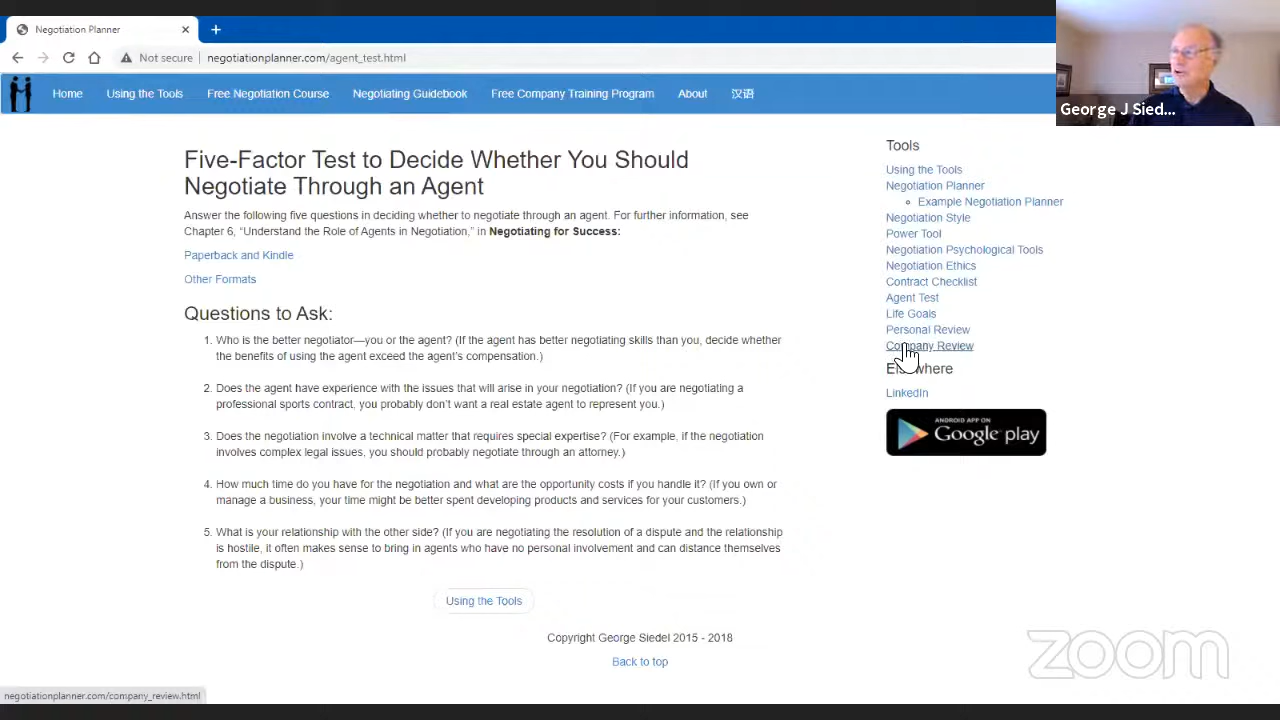 Negotiation Planner
Not secure
negotiationplanner.com/agent_test.html
Home
Using the Tools
Free Negotiation Course
Negotiating Guidebook
Free Company Training Program
About
汉语
George J Sied...
Five-Factor Test to Decide Whether You Should
Negotiate Through an Agent
Answer the following five questions in deciding whether to negotiate through an agent. For further information, see
Chapter 6, “Understand the Role of Agents in Negotiation,” in Negotiating for Success:
Paperback and Kindle
Other Formats
Questions to Ask:
1. Who is the better negotiator—you or the agent? (If the agent has better negotiating skills than you, decide whether
the benefits of using the agent exceed the agent’s compensation.)
2. Does the agent have experience with the issues that will arise in your negotiation? (If you are negotiating a
professional sports contract, you probably don’t want a real estate agent to represent you.)
3. Does the negotiation involve a technical matter that requires special expertise? (For example, if the negotiation
involves complex legal issues, you should probably negotiate through an attorney.)
4. How much time do you have for the negotiation and what are the opportunity costs if you handle it? (If you own or
manage a business, your time might be better spent developing products and services for your customers.)
5. What is your relationship with the other side? (If you are negotiating the resolution of a dispute and the relationship
is hostile, it often makes sense to bring in agents who have no personal involvement and can distance themselves
from the dispute.)
Using the Tools
Copyright George Siedel 2015 - 2018
Back to top
Tools
Using the Tools
Negotiation Planner
Example Negotiation Planner
Negotiation Style
Power Tool
Negotiation Psychological Tools
Negotiation Ethics
Contract Checklist
Agent Test
Life Goals
Personal Review
Company Review
Elsewhere
LinkedIn
ANDROID APP ON
Google play
zoom
negotiationplanner.com/company_review.html